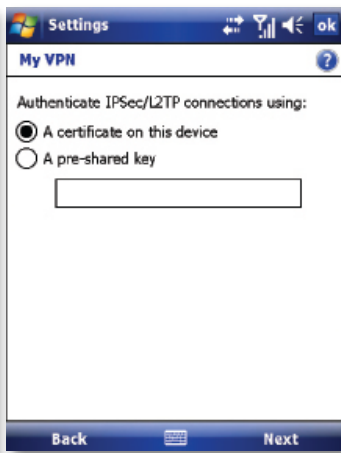 Settings
ok
My VPN
?
Authenticate IPSec/L2TP connections using:
A certificate on this device
A pre-shared key
Back
Next